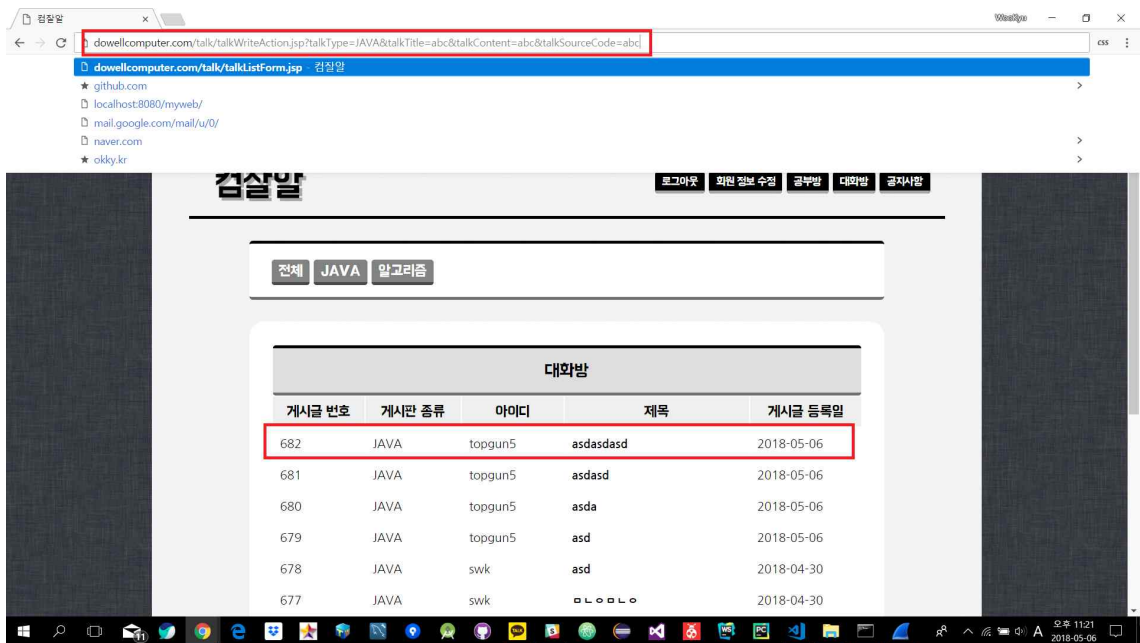 컴잘알
WooKyu
dowellcomputer.com/talk/talkWriteAction.jsp?talkType=JAVA&talkTitle=abc&talkContent=abc&talkSourceCode=abc
css
dowellcomputer.com/talk/talkListForm.jsp - 컴잘알
github.com
localhost:8080/myweb/
mail.google.com/mail/u/0/
naver.com
okky.kr
컴잘알
로그아웃 회원 정보 수정 공부방 대화방 공지사항
전체 JAVA 알고리즘
대화방
게시글 번호 게시판 종류 아이디 제목 게시글 등록일
682 JAVA topgun5 asdasdasd 2018-05-06
681 JAVA topgun5 asdasd 2018-05-06
680 JAVA topgun5 asda 2018-05-06
679 JAVA topgun5 asd 2018-05-06
678 JAVA swk asd 2018-04-30
677 JAVA swk ㅁㄴㅇㅁㄴㅇ 2018-04-30
오후 11:21
2018-05-06